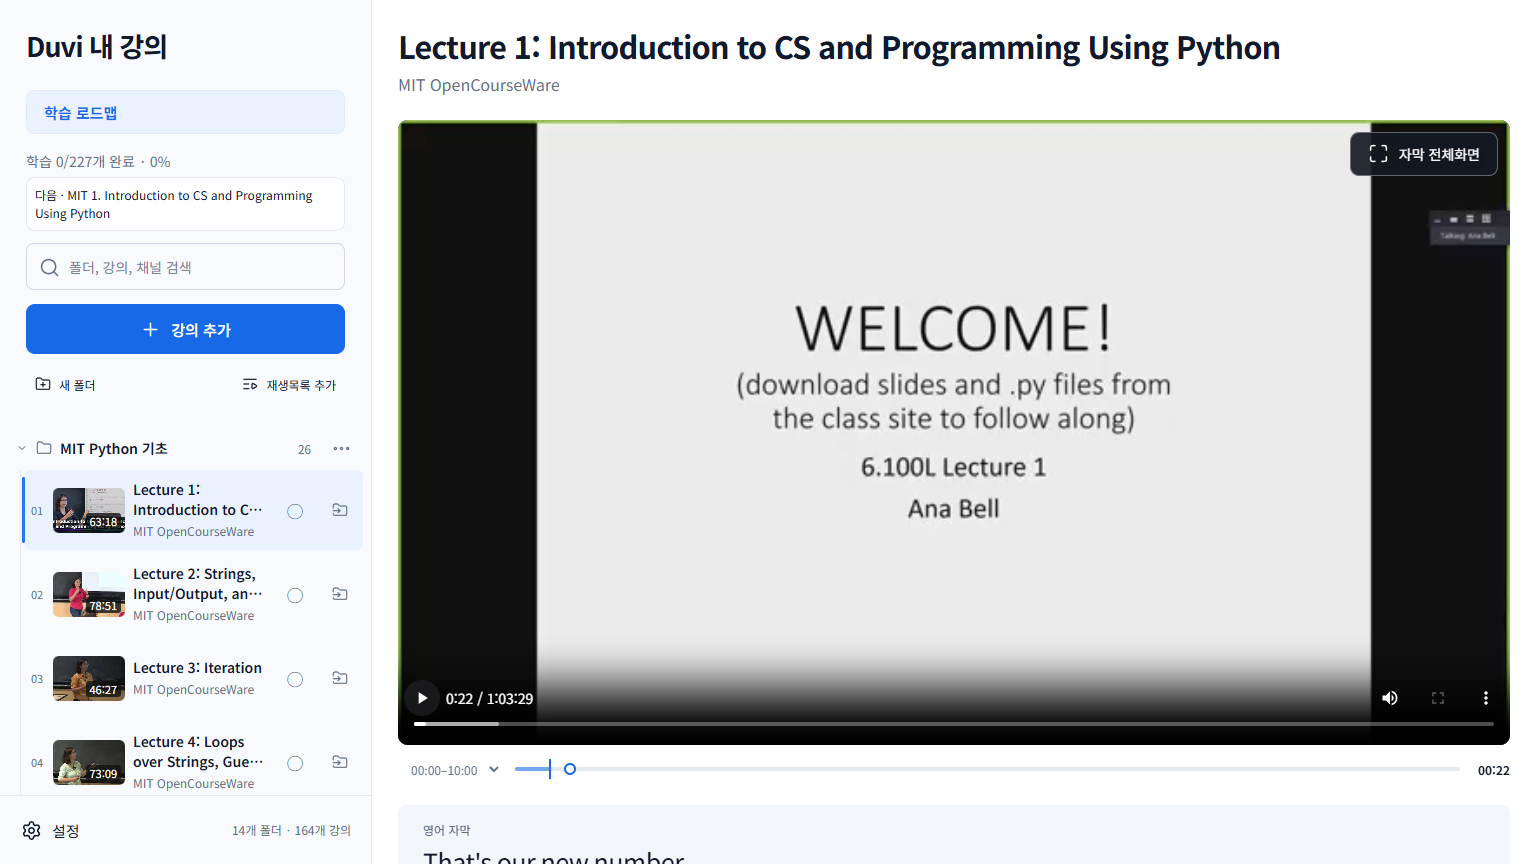 Duvi 내 강의
학습 로드맵
학습 0/227개 완료 · 0%
다음 · MIT 1. Introduction to CS and Programming
Using Python
폴더, 강의, 채널 검색
강의 추가
새 폴더
재생목록 추가
MIT Python 기초
26
01
63:18
Lecture 1:
Introduction to C…
MIT OpenCourseWare
02
78:51
Lecture 2: Strings,
Input/Output, an…
MIT OpenCourseWare
03
46:27
Lecture 3: Iteration
MIT OpenCourseWare
04
73:09
Lecture 4: Loops
over Strings, Gue…
MIT OpenCourseWare
설정
14개 폴더 · 164개 강의
Lecture 1: Introduction to CS and Programming Using Python
MIT OpenCourseWare
자막 전체화면
Talking: Ana Bell
WELCOME!
(download slides and .py files from
the class site to follow along)
6.100L Lecture 1
Ana Bell
0:22 / 1:03:29
00:00–10:00
00:22
영어 자막
That's our new number.